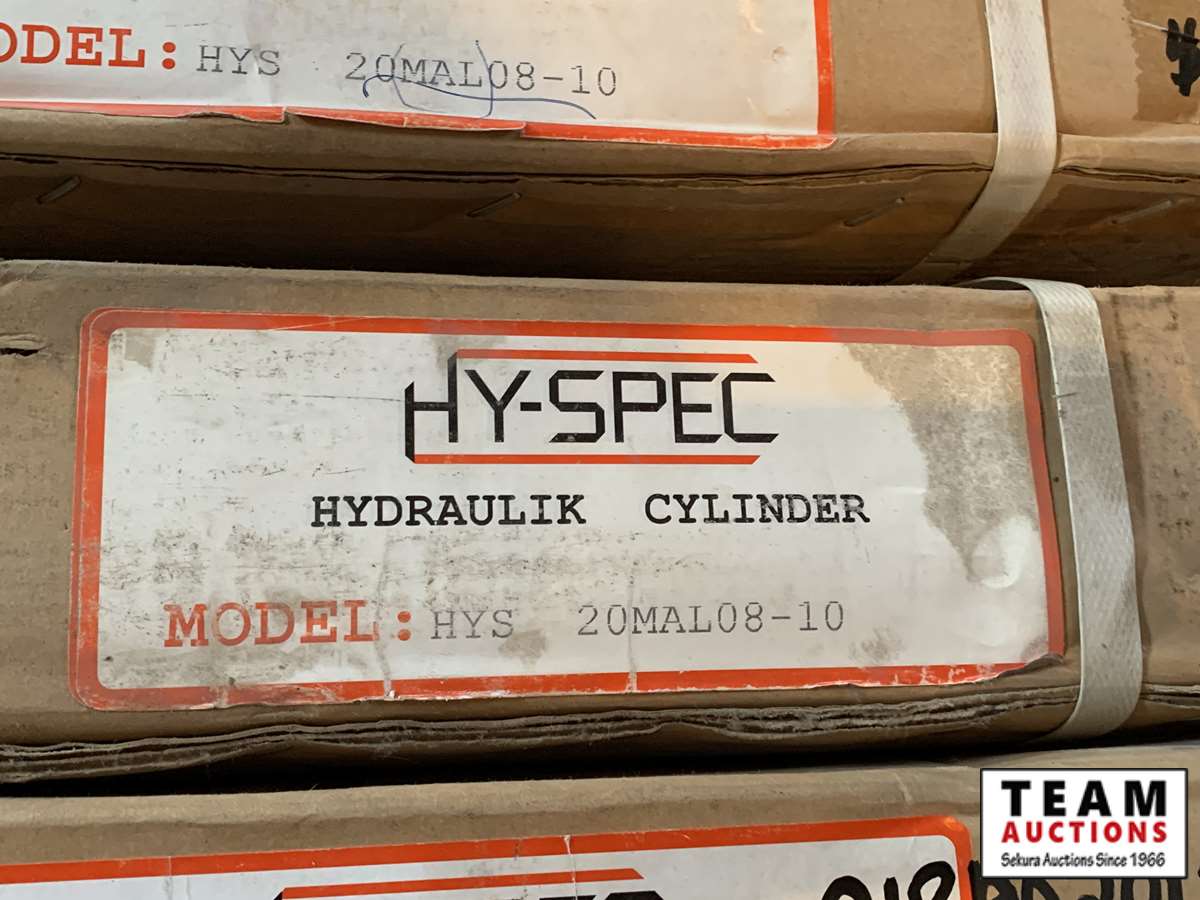 MODEL: HYS 20MAL08-10
HY-SPEC
HYDRAULIK CYLINDER
MODEL: HYS 20MAL08-10
TEAM
AUCTIONS
Sekura Auctions Since 1966